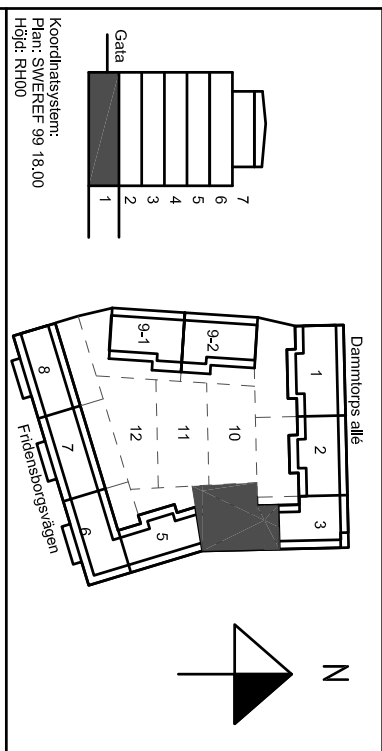 Koordinatsystem:
Plan: SWEREF 99 18.00
Höjd: RH00
Gata
1
2
3
4
5
6
7
Dammtorps allé
1
2
3
9-1
9-2
10
11
12
5
6
7
8
Fridensborgsvägen
N